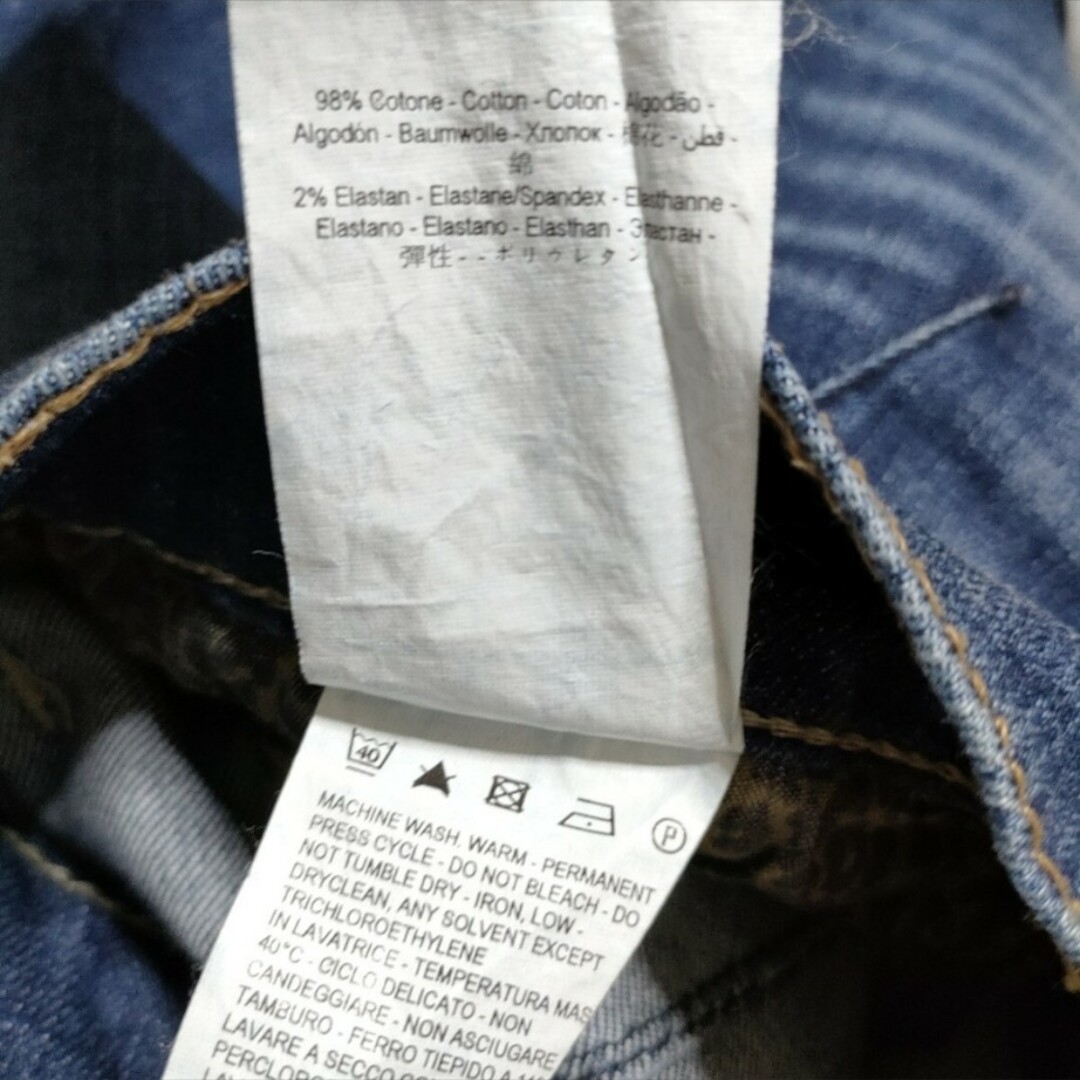 98% Cotone - Cotton - Coton - Algodão -
Algodón - Baumwolle - Хлопок - 棉花 - قطن -
綿
2% Elastan - Elastane/Spandex - Elasthanne -
Elastano - Elastano - Elasthan - Эластан -
彈性 - - ポリウレタン
40
P
MACHINE WASH, WARM - PERMANENT
PRESS CYCLE - DO NOT BLEACH - DO
NOT TUMBLE DRY - IRON, LOW -
DRYCLEAN, ANY SOLVENT EXCEPT
TRICHLOROETHYLENE
IN LAVATRICE - TEMPERATURA MAS
40°C - CICLO DELICATO - NON
CANDEGGIARE - NON ASCIUGARE
TAMBURO - FERRO TIEPIDO A
LAVARE A SECCO